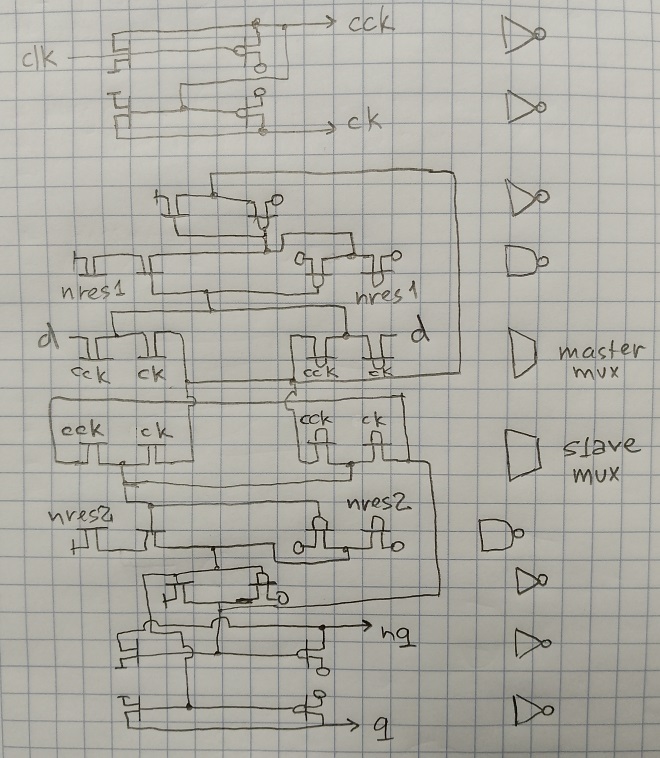 cck
clk
ck
nres1
nres1
d
d
cck
ck
cck
ck
master
mux
cck
ck
cck
ck
slave
mux
nres2
nres2
nq
q